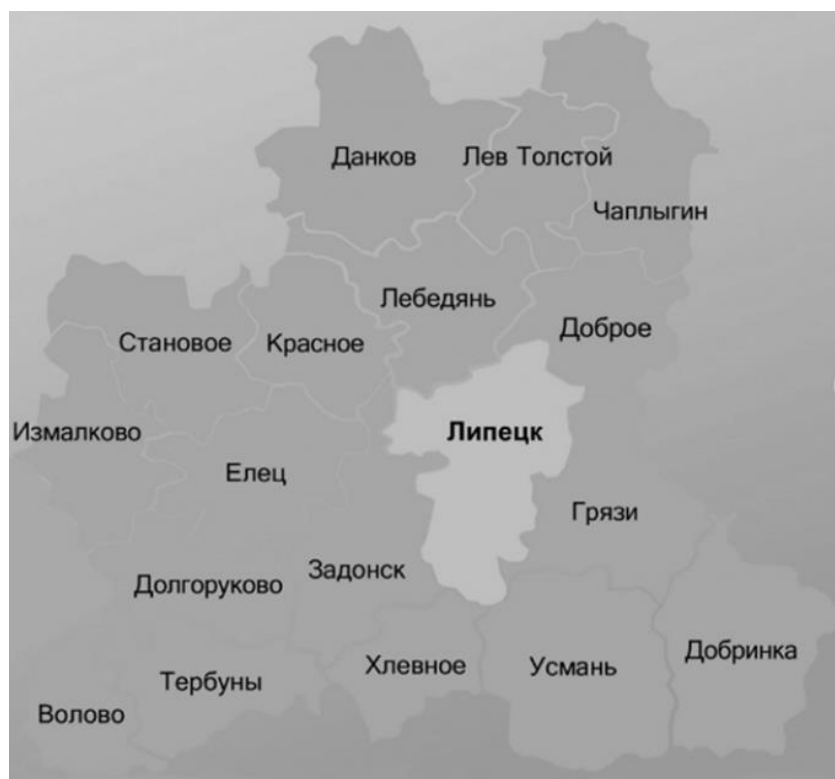 Данков
Лев Толстой
Чаплыгин
Лебедянь
Доброе
Становое
Красное
Измалково
Липецк
Елец
Грязи
Долгоруково
Задонск
Добринка
Хлевное
Усмань
Тербуны
Волово